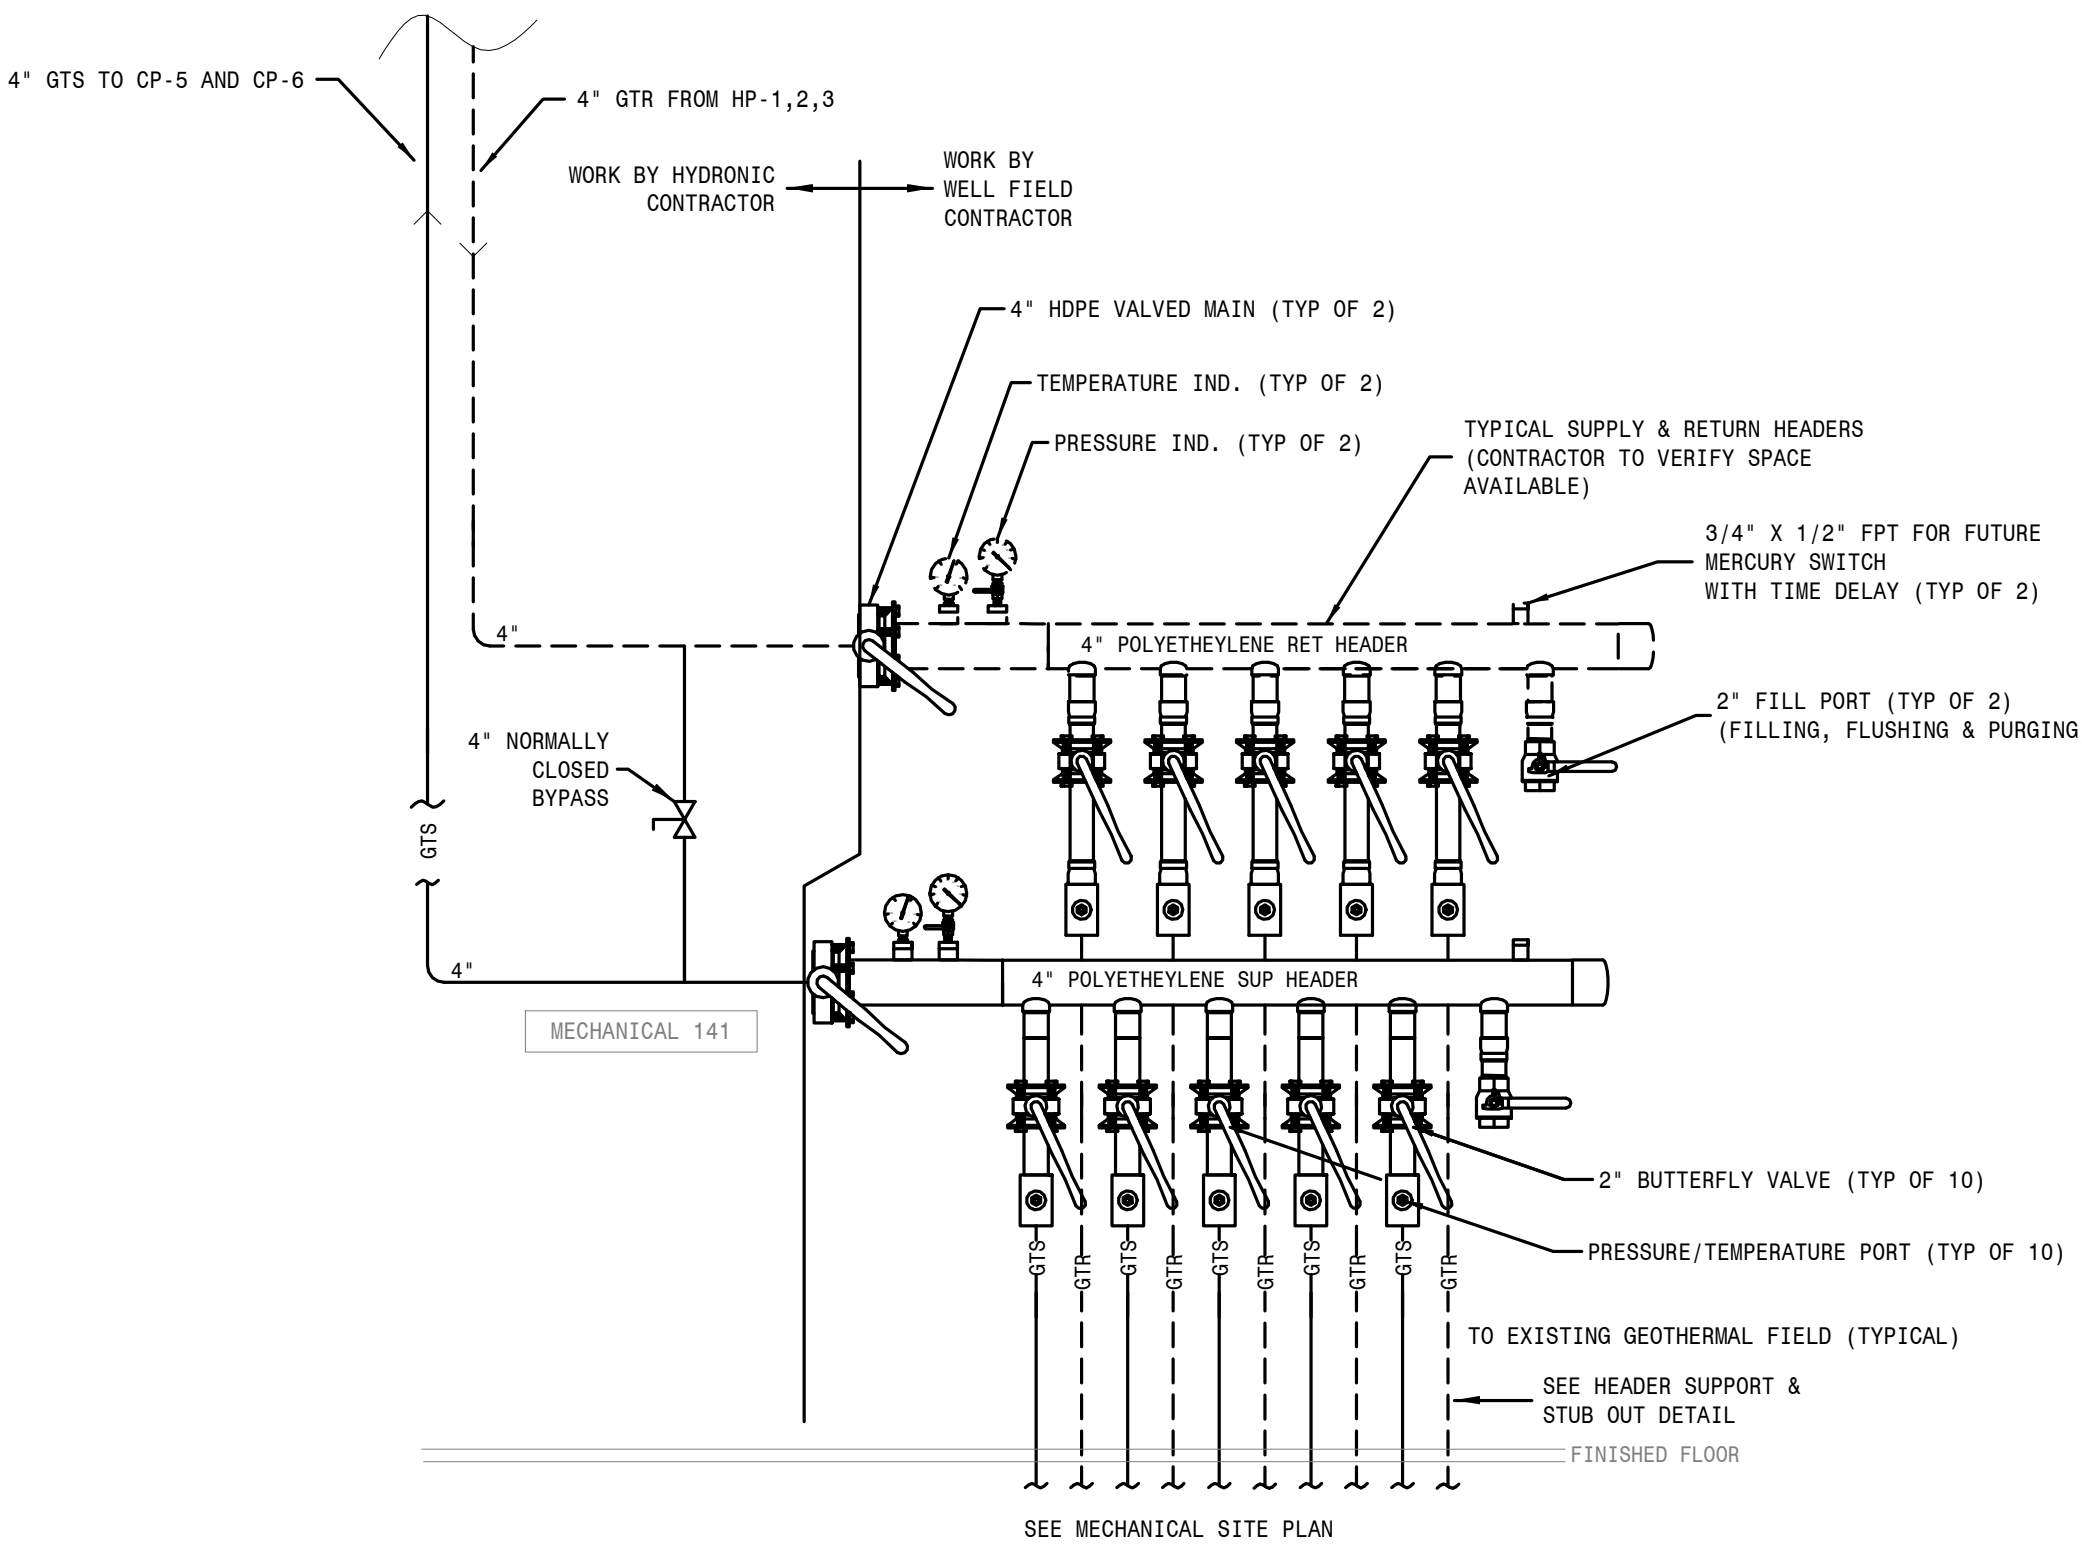 4" GTS TO CP-5 AND CP-6
4" GTR FROM HP-1,2,3
WORK BY HYDRONIC
CONTRACTOR
WORK BY
WELL FIELD
CONTRACTOR
4" HDPE VALVED MAIN (TYP OF 2)
TEMPERATURE IND. (TYP OF 2)
PRESSURE IND. (TYP OF 2)
TYPICAL SUPPLY & RETURN HEADERS
(CONTRACTOR TO VERIFY SPACE
AVAILABLE)
3/4" X 1/2" FPT FOR FUTURE
MERCURY SWITCH
WITH TIME DELAY (TYP OF 2)
4"
4" POLYETHEYLENE RET HEADER
2" FILL PORT (TYP OF 2)
(FILLING, FLUSHING & PURGING
4" NORMALLY
CLOSED
BYPASS
GTS
4"
4" POLYETHEYLENE SUP HEADER
MECHANICAL 141
2" BUTTERFLY VALVE (TYP OF 10)
PRESSURE/TEMPERATURE PORT (TYP OF 10)
GTS
GTR
GTS
GTR
GTS
GTR
GTS
GTR
GTS
GTR
TO EXISTING GEOTHERMAL FIELD (TYPICAL)
SEE HEADER SUPPORT &
STUB OUT DETAIL
FINISHED FLOOR
SEE MECHANICAL SITE PLAN